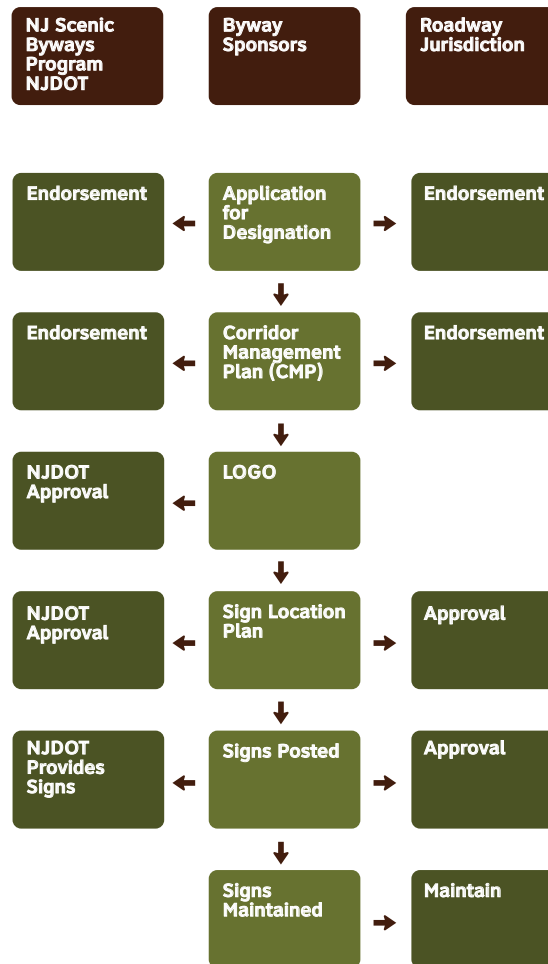 NJ Scenic
Byways
Program
NJDOT
Byway
Sponsors
Roadway
Jurisdiction
Endorsement
Application
for
Designation
Endorsement
Endorsement
Corridor
Management
Plan (CMP)
Endorsement
NJDOT
Approval
LOGO
NJDOT
Approval
Sign Location
Plan
Approval
NJDOT
Provides
Signs
Signs Posted
Approval
Signs
Maintained
Maintain